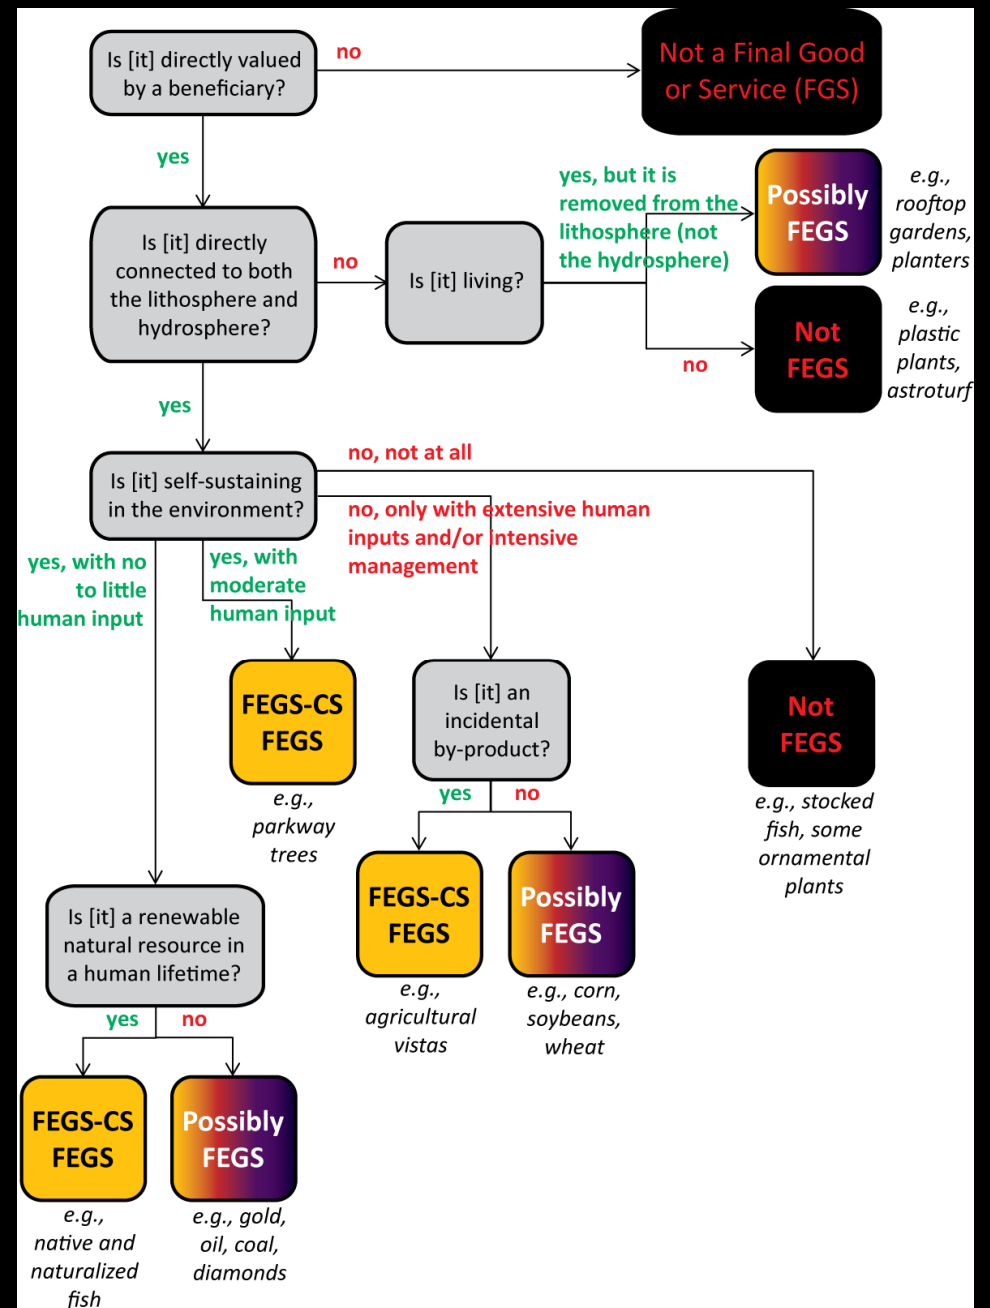 Is [it] directly valued
by a beneficiary?
no
Not a Final Good
or Service (FGS)
yes
Is [it] directly
connected to both
the lithosphere and
hydrosphere?
no
Is [it] living?
yes, but it is
removed from the
lithosphere (not
the hydrosphere)
Possibly
FEGS
e.g.,
rooftop
gardens,
planters
no
Not
FEGS
e.g.,
plastic
plants,
astroturf
yes
Is [it] self-sustaining
in the environment?
no, not at all
no, only with extensive human
inputs and/or intensive
management
yes, with no
to little
human input
yes, with
moderate
human input
FEGS-CS
FEGS
e.g.,
parkway
trees
Is [it] an
incidental
by-product?
Not
FEGS
e.g., stocked
fish, some
ornamental
plants
yes
no
FEGS-CS
FEGS
e.g.,
agricultural
vistas
Possibly
FEGS
e.g., corn,
soybeans,
wheat
Is [it] a renewable
natural resource in
a human lifetime?
yes
no
FEGS-CS
FEGS
e.g.,
native and
naturalized
fish
Possibly
FEGS
e.g., gold,
oil, coal,
diamonds